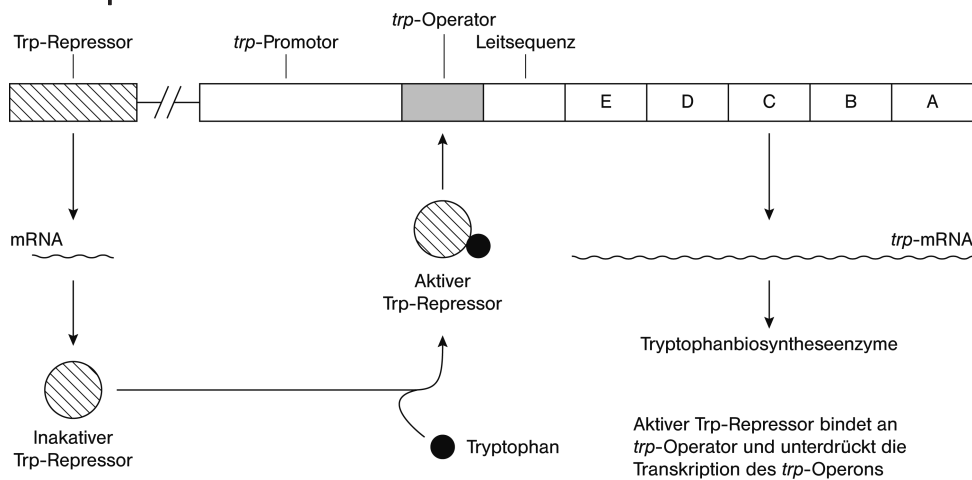 trp-Operator
Trp-Repressor
trp-Promotor
Leitsequenz
E D C B A
mRNA
trp-mRNA
Aktiver
Trp-Repressor
Tryptophanbiosyntheseenzyme
Inakativer
Trp-Repressor
Tryptophan
Aktiver Trp-Repressor bindet an
trp-Operator und unterdrückt die
Transkription des trp-Operons